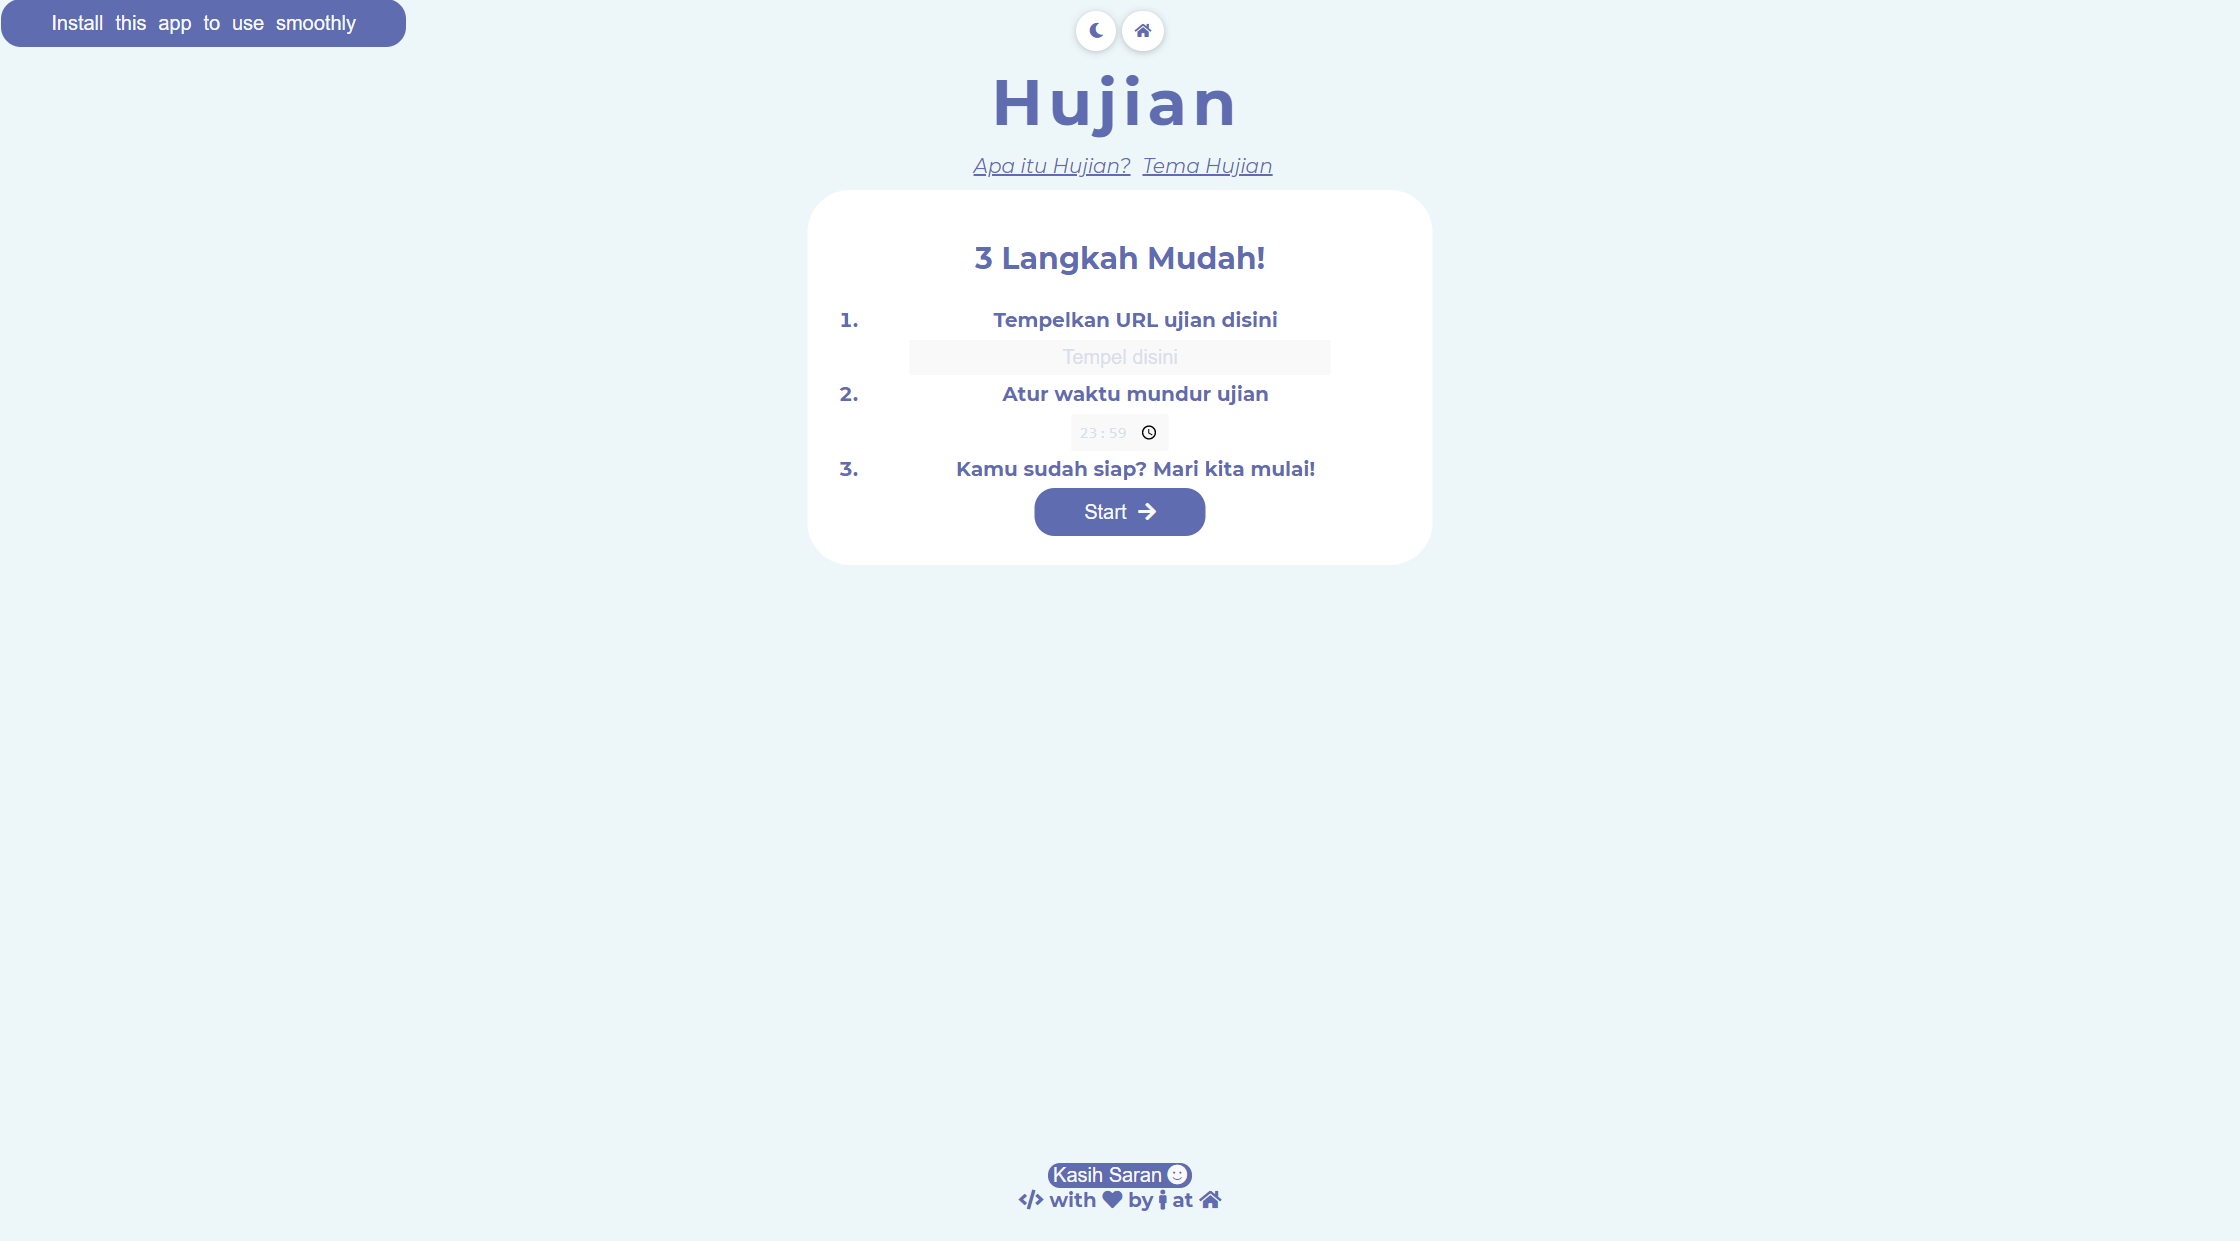 Install this app to use smoothly
Hujian
Apa itu Hujian? Tema Hujian
3 Langkah Mudah!
1. Tempelkan URL ujian disini
Tempel disini
2. Atur waktu mundur ujian
23:59
3. Kamu sudah siap? Mari kita mulai!
Start
Kasih Saran
with by at